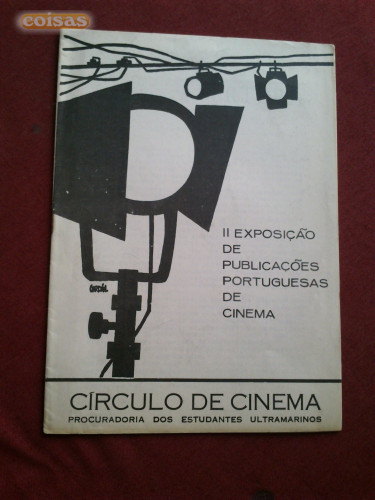 coisas
II EXPOSIÇÃO
DE
PUBLICAÇÕES
PORTUGUESAS
DE
CINEMA
CÍRCULO DE CINEMA
PROCURADORIA DOS ESTUDANTES ULTRAMARINOS